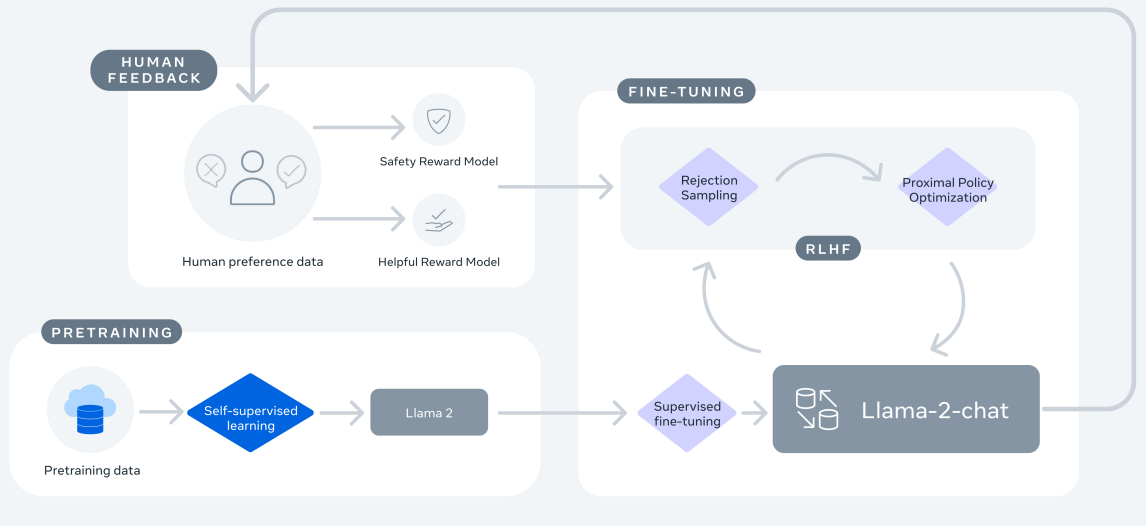 HUMAN
FEEDBACK
Safety Reward Model
Human preference data
Helpful Reward Model
FINE-TUNING
Rejection
Sampling
Proximal Policy
Optimization
RLHF
PRETRAINING
Pretraining data
Self-supervised
learning
Llama 2
Supervised
fine-tuning
Llama-2-chat